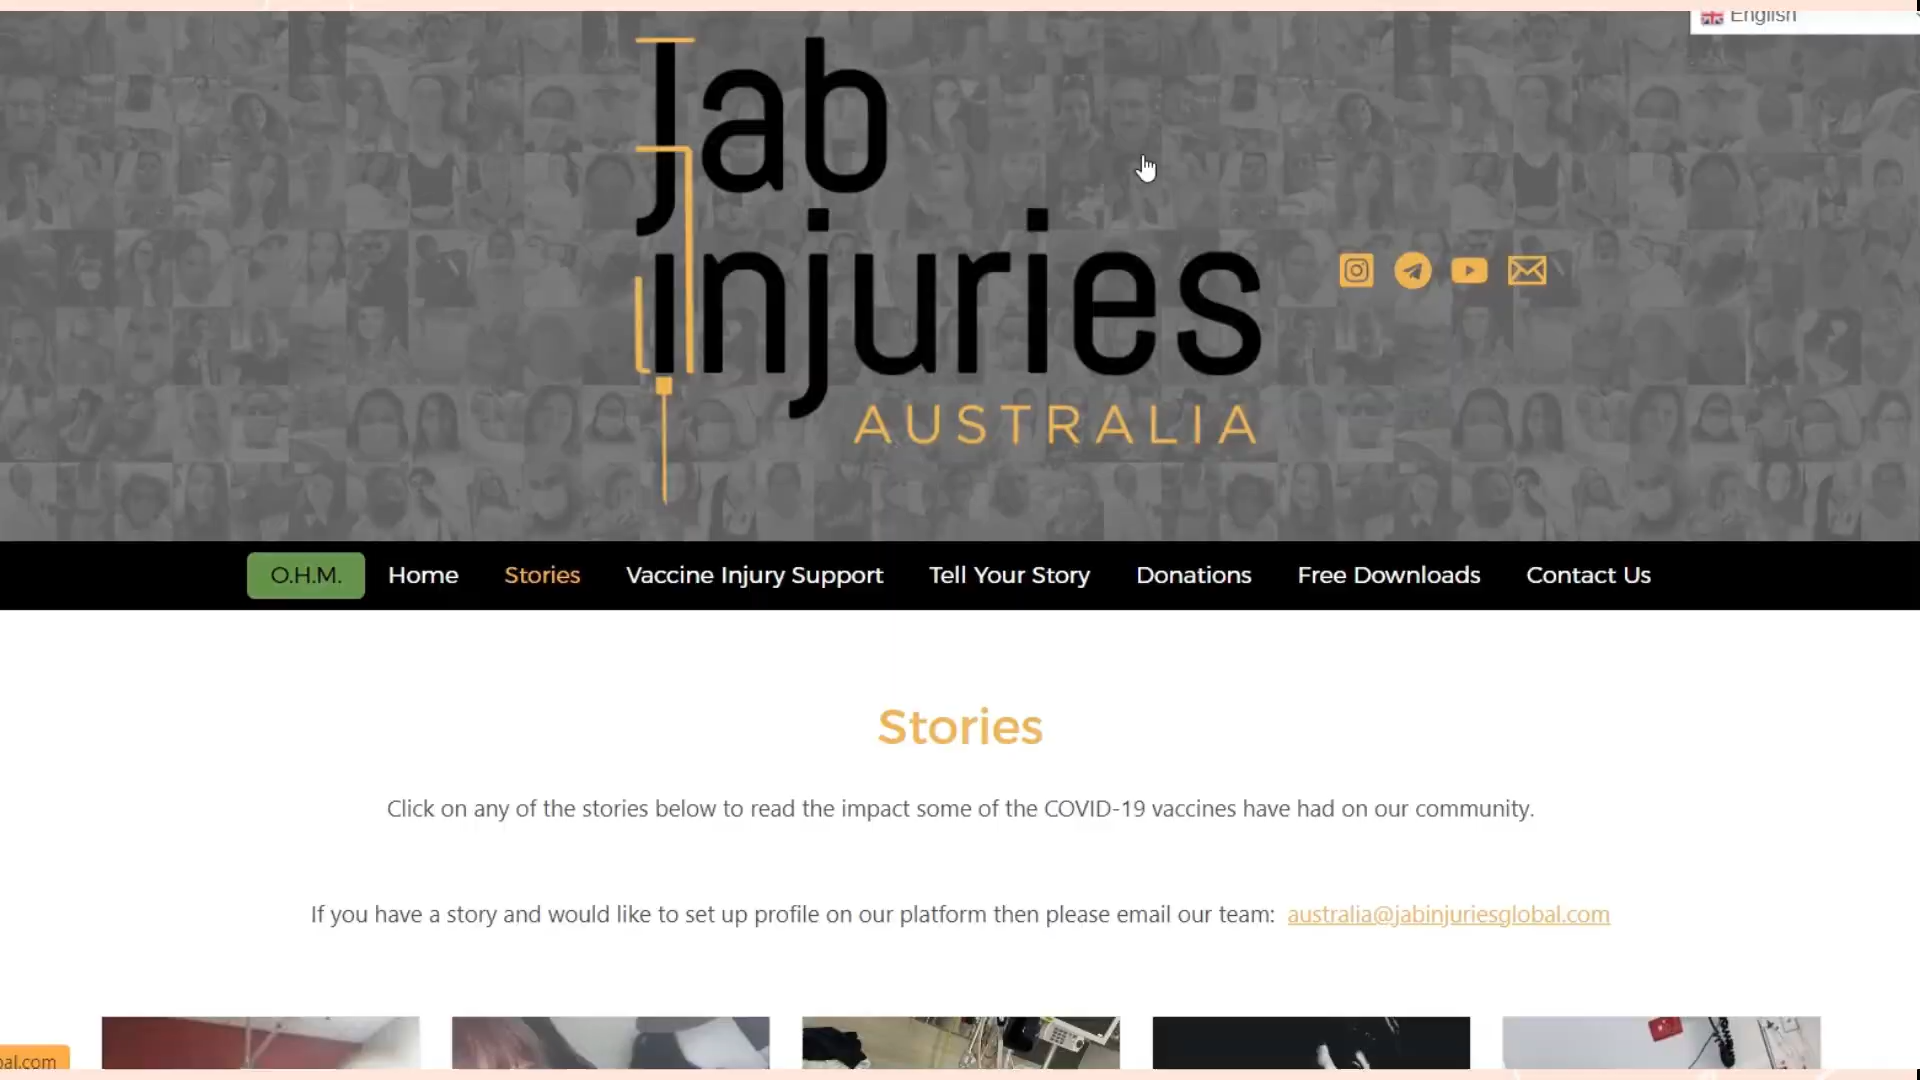 English
Jab
injuries
AUSTRALIA
O.H.M. Home Stories Vaccine Injury Support Tell Your Story Donations Free Downloads Contact Us
Stories
Click on any of the stories below to read the impact some of the COVID-19 vaccines have had on our community.
If you have a story and would like to set up profile on our platform then please email our team: australia@jabinjuriesglobal.com
bal.com